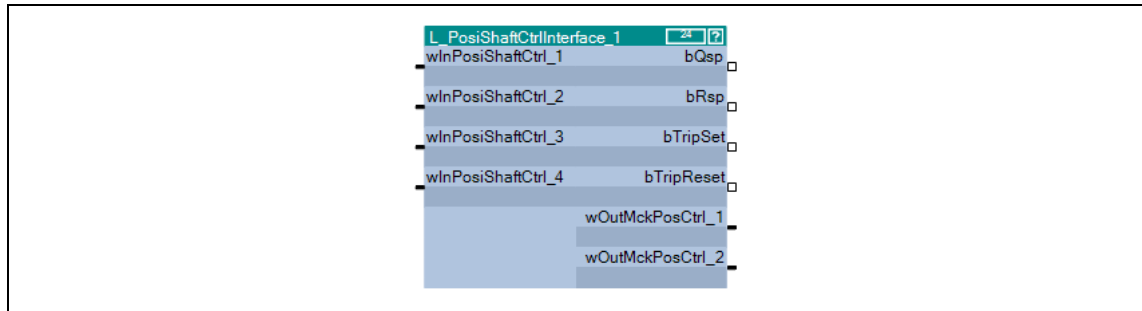 L_PosiShaftCtrlInterface_1 24 ?
wInPosiShaftCtrl_1 bQsp
wInPosiShaftCtrl_2 bRsp
wInPosiShaftCtrl_3 bTripSet
wInPosiShaftCtrl_4 bTripReset
wOutMckPosCtrl_1
wOutMckPosCtrl_2